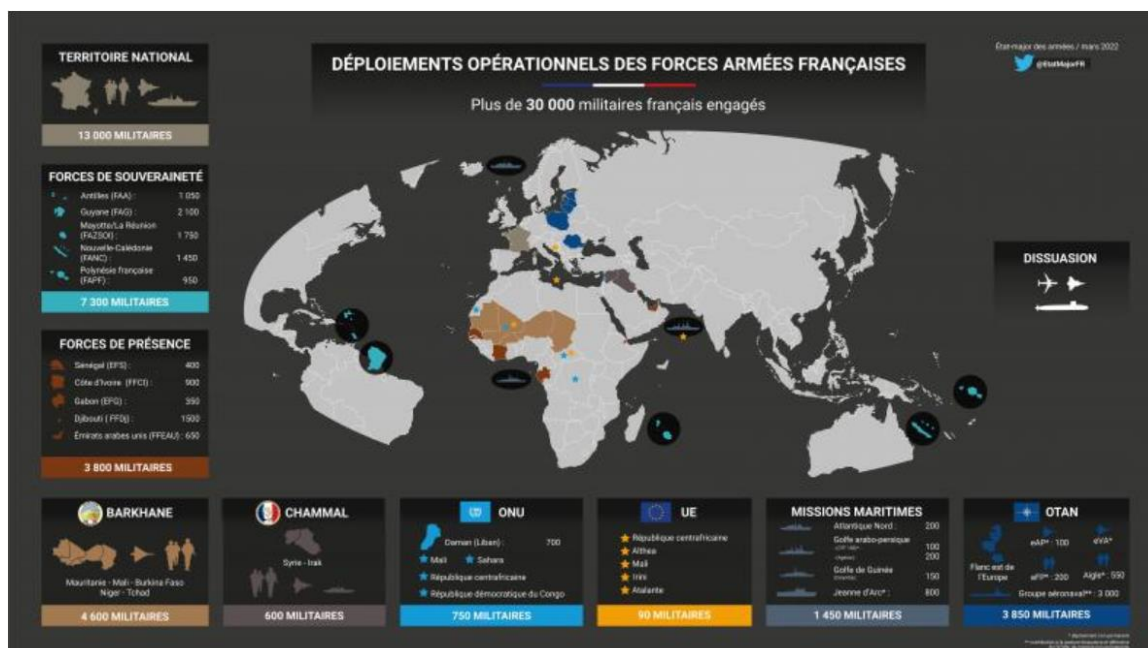 État-major des armées / mars 2022
@EtatMajorFR
DÉPLOIEMENTS OPÉRATIONNELS DES FORCES ARMÉES FRANÇAISES
Plus de 30 000 militaires français engagés
TERRITOIRE NATIONAL
13 000 MILITAIRES
FORCES DE SOUVERAINETÉ
Antilles (FAA) : 1 050
Guyane (FAG) : 2 100
Mayotte/La Réunion
(FAZSOI) : 1 750
Nouvelle-Calédonie
(FANC) : 1 450
Polynésie française
(FAPF) : 950
7 300 MILITAIRES
FORCES DE PRÉSENCE
Sénégal (EFS) : 400
Côte d'Ivoire (FFCI) : 900
Gabon (EFG) : 350
Djibouti (FFDj) : 1500
Émirats arabes unis (FFEAU) : 650
3 800 MILITAIRES
DISSUASION
BARKHANE
Mauritanie - Mali - Burkina Faso
Niger - Tchad
4 600 MILITAIRES
CHAMMAL
Syrie - Irak
600 MILITAIRES
ONU
Daman (Liban) : 700
Mali
Sahara
République centrafricaine
République démocratique du Congo
750 MILITAIRES
UE
République centrafricaine
Althea
Mali
Irini
Atalante
90 MILITAIRES
MISSIONS MARITIMES
Atlantique Nord : 200
Golfe arabo-persique
100
200
Golfe de Guinée
150
Jeanne d'Arc* : 800
1 450 MILITAIRES
OTAN
eAP* : 100
eVA*
Flanc est de
l'Europe
eFP* : 200
Aigle* : 550
Groupe aéronaval** : 3 000
3 850 MILITAIRES